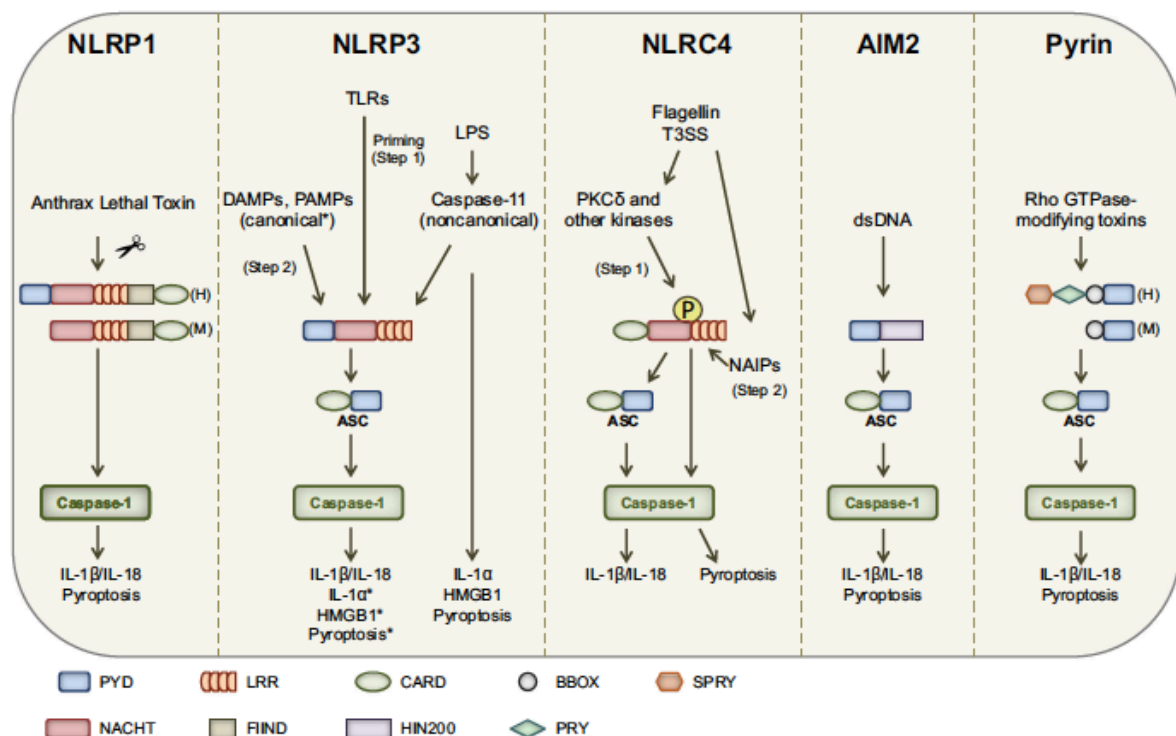 NLRP1
NLRP3
NLRC4
AIM2
Pyrin
Anthrax Lethal Toxin
(H)
(M)
Caspase-1
IL-1β/IL-18
Pyroptosis
TLRs
Priming
(Step 1)
LPS
DAMPs, PAMPs
(canonical*)
Caspase-11
(noncanonical)
(Step 2)
ASC
Caspase-1
IL-1β/IL-18
IL-1α*
HMGB1*
Pyroptosis*
IL-1α
HMGB1
Pyroptosis
Flagellin
T3SS
PKCδ and
other kinases
(Step 1)
P
NAIPs
(Step 2)
ASC
Caspase-1
IL-1β/IL-18
Pyroptosis
dsDNA
ASC
Caspase-1
IL-1β/IL-18
Pyroptosis
Rho GTPase-
modifying toxins
(H)
(M)
ASC
Caspase-1
IL-1β/IL-18
Pyroptosis
PYD
LRR
CARD
BBOX
SPRY
NACHT
FIIND
HIN200
PRY